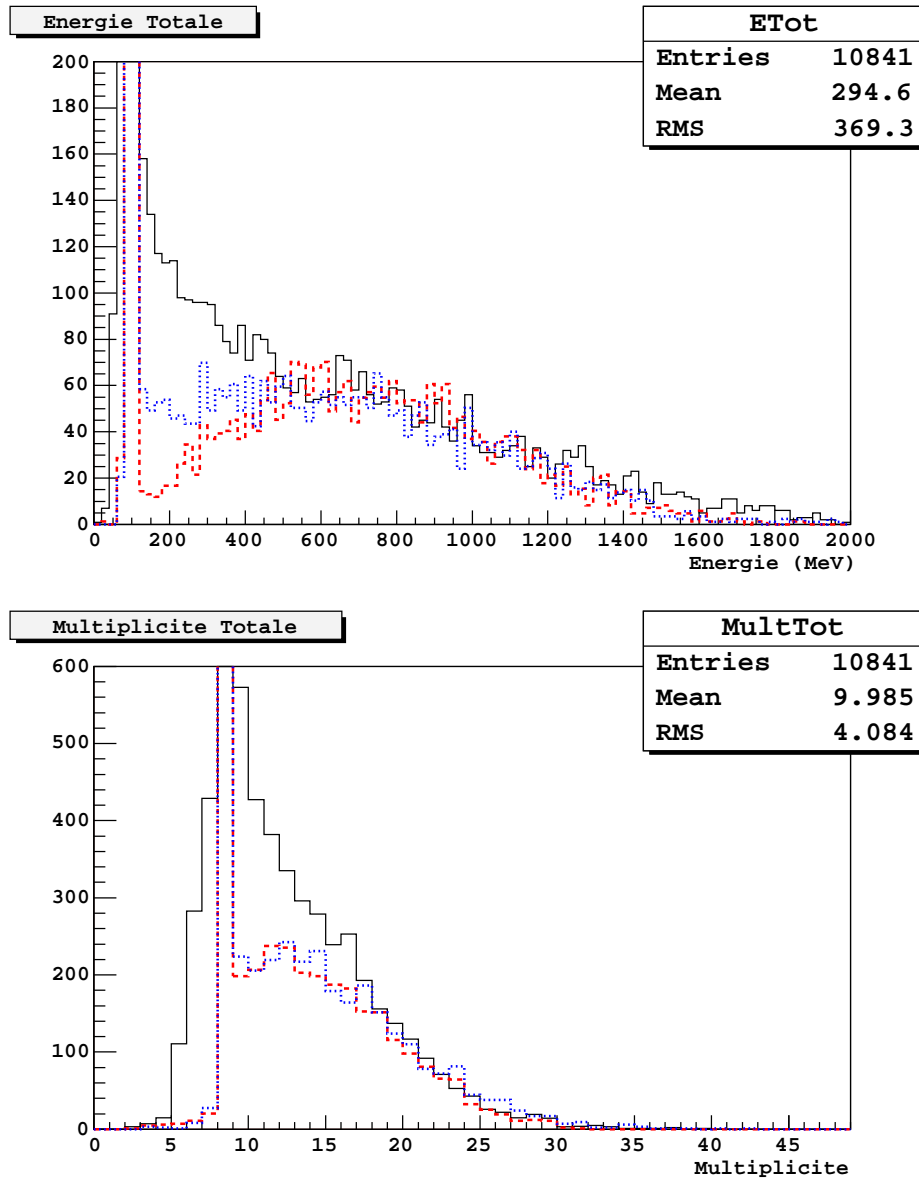 Energie Totale
ETot
Entries 10841
Mean 294.6
RMS 369.3
200
180
160
140
120
100
80
60
40
20
0
0 200 400 600 800 1000 1200 1400 1600 1800 2000
Energie (MeV)
Multiplicite Totale
MultTot
Entries 10841
Mean 9.985
RMS 4.084
600
500
400
300
200
100
0
0 5 10 15 20 25 30 35 40 45
Multiplicite